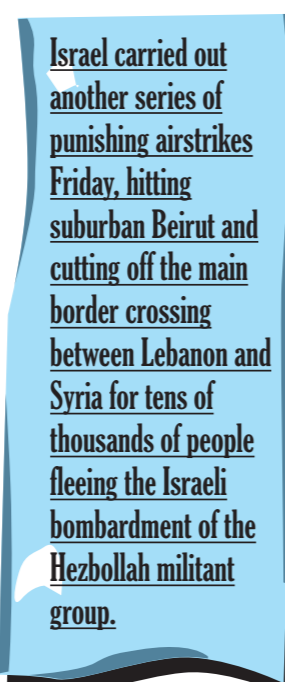 Israel carried out
another series of
punishing airstrikes
Friday, hitting
suburban Beirut and
cutting off the main
border crossing
between Lebanon and
Syria for tens of
thousands of people
fleeing the Israeli
bombardment of the
Hezbollah militant
group.